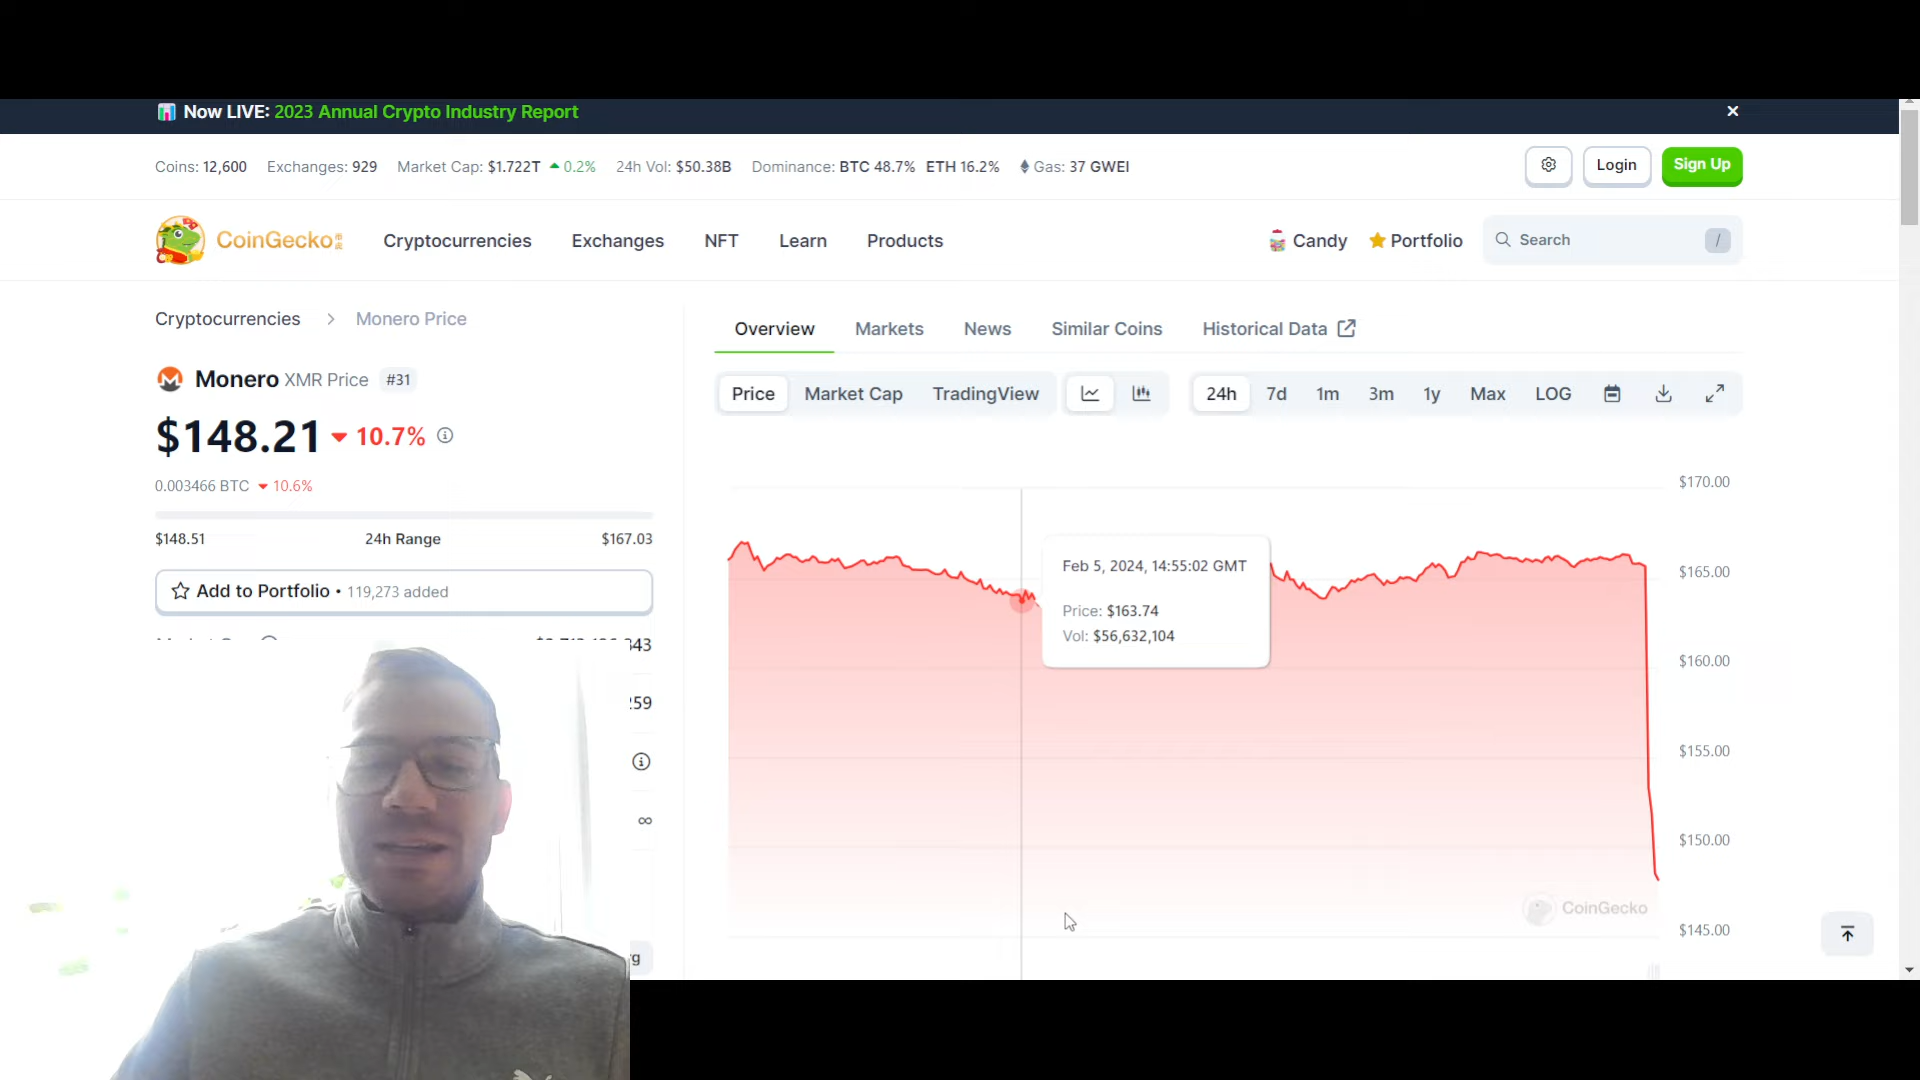 Now LIVE: 2023 Annual Crypto Industry Report
Coins: 12,600 Exchanges: 929 Market Cap: $1.722T 0.2% 24h Vol: $50.38B Dominance: BTC 48.7% ETH 16.2% Gas: 37 GWEI
Login Sign Up
CoinGecko Cryptocurrencies Exchanges NFT Learn Products Candy Portfolio Search /
Cryptocurrencies > Monero Price
Monero XMR Price #31
$148.21 10.7%
0.003466 BTC 10.6%
$148.51 24h Range $167.03
Add to Portfolio • 119,273 added
343
259
∞
g
Overview Markets News Similar Coins Historical Data
Price Market Cap TradingView 24h 7d 1m 3m 1y Max LOG
$170.00
$165.00
$160.00
$155.00
$150.00
$145.00
Feb 5, 2024, 14:55:02 GMT
Price: $163.74
Vol: $56,632,104
CoinGecko